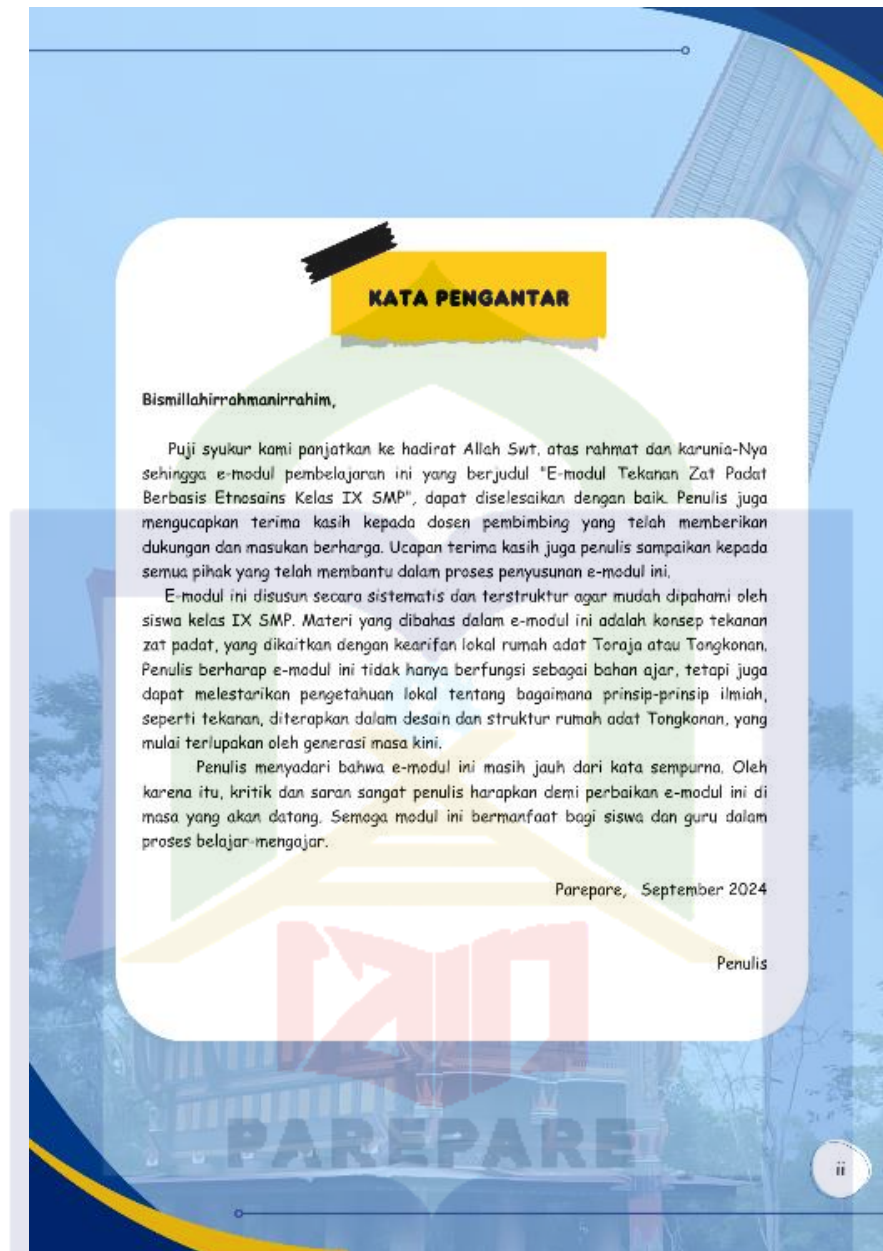 KATA PENGANTAR
Bismillahirrahmanirrahim,
Puji syukur kami panjatkan ke hadirat Allah Swt. atas rahmat dan karunia-Nya
sehingga e-modul pembelajaran ini yang berjudul "E-modul Tekanan Zat Padat
Berbasis Etnosains Kelas IX SMP", dapat diselesaikan dengan baik. Penulis juga
mengucapkan terima kasih kepada dosen pembimbing yang telah memberikan
dukungan dan masukan berharga. Ucapan terima kasih juga penulis sampaikan kepada
semua pihak yang telah membantu dalam proses penyusunan e-modul ini.
E-modul ini disusun secara sistematis dan terstruktur agar mudah dipahami oleh
siswa kelas IX SMP. Materi yang dibahas dalam e-modul ini adalah konsep tekanan
zat padat, yang dikaitkan dengan kearifan lokal rumah adat Toraja atau Tongkonan.
Penulis berharap e-modul ini tidak hanya berfungsi sebagai bahan ajar, tetapi juga
dapat melestarikan pengetahuan lokal tentang bagaimana prinsip-prinsip ilmiah,
seperti tekanan, diterapkan dalam desain dan struktur rumah adat Tongkonan, yang
mulai terlupakan oleh generasi masa kini.
Penulis menyadari bahwa e-modul ini masih jauh dari kata sempurna. Oleh
karena itu, kritik dan saran sangat penulis harapkan demi perbaikan e-modul ini di
masa yang akan datang. Semoga modul ini bermanfaat bagi siswa dan guru dalam
proses belajar-mengajar.
Parepare, September 2024
Penulis
PAREPARE
ii